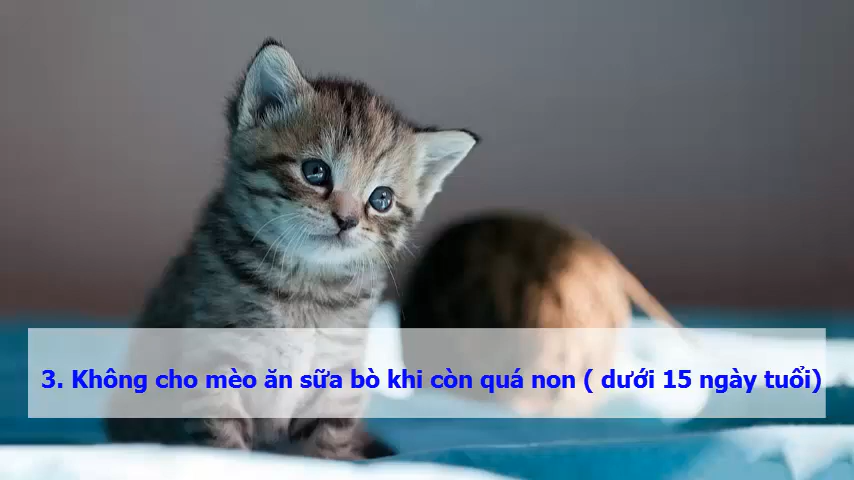 3. Không cho mèo ăn sữa bò khi còn quá non ( dưới 15 ngày tuổi)